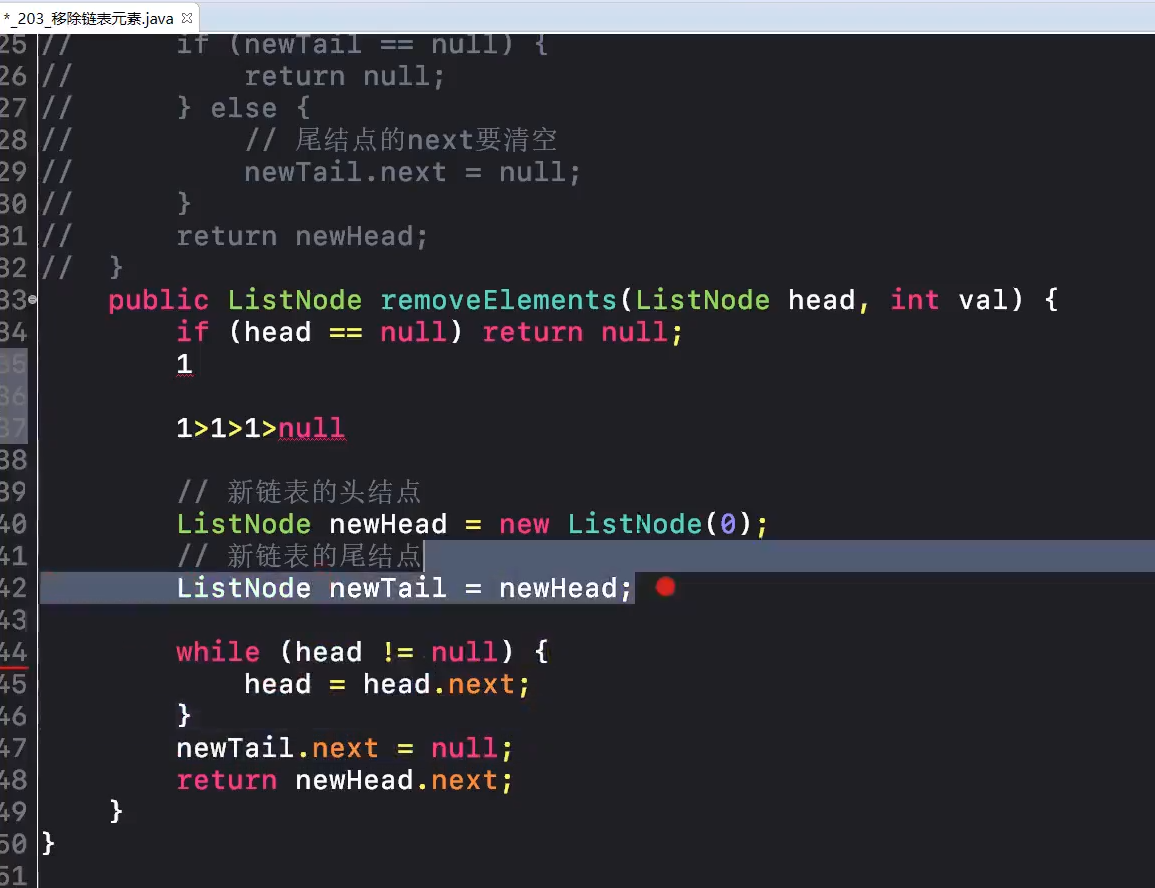 *_203_移除链表元素.java
25 //      if (newTail == null) {
26 //          return null;
27 //      } else {
28 //          // 尾结点的next要清空
29 //          newTail.next = null;
30 //      }
31 //      return newHead;
32 //  }
33     public ListNode removeElements(ListNode head, int val) {
34         if (head == null) return null;
35         1
36
37         1>1>1>null
38
39         // 新链表的头结点
40         ListNode newHead = new ListNode(0);
41         // 新链表的尾结点
42         ListNode newTail = newHead;
43
44         while (head != null) {
45             head = head.next;
46         }
47         newTail.next = null;
48         return newHead.next;
49     }
50 }
51